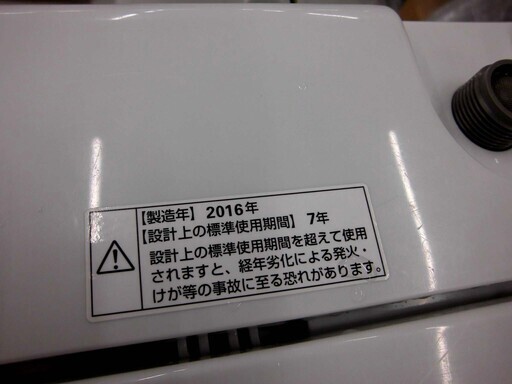 【製造年】2016年
【設計上の標準使用期間】7年
設計上の標準使用期間を超えて使用
されますと、経年劣化による発火・
けが等の事故に至る恐れがあります。